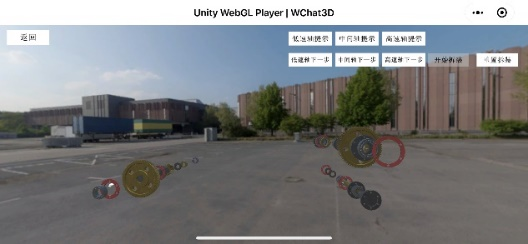 Unity WebGL Player | WChat3D
返回
低速轴提示 中间轴提示 高速轴提示
低速轴下一步 中间轴下一步 高速轴下一步 开始拆装 重置拆装